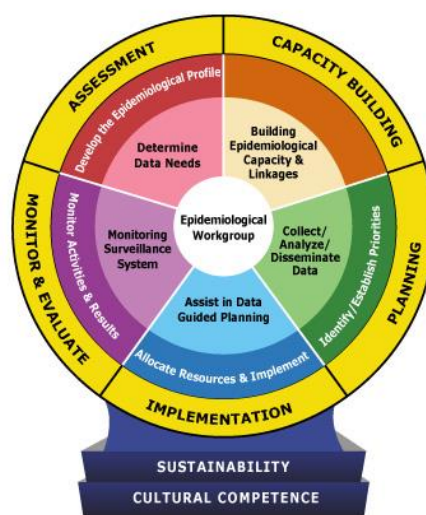 ASSESSMENT
CAPACITY BUILDING
PLANNING
IMPLEMENTATION
MONITOR & EVALUATE
Develop the Epidemiological Profile
Identify/Establish Priorities
Allocate Resources & Implement
Monitor Activities & Results
Determine
Data Needs
Building
Epidemiological
Capacity &
Linkages
Collect/
Analyze/
Disseminate
Data
Assist in Data
Guided Planning
Monitoring
Surveillance
System
Epidemiological
Workgroup
SUSTAINABILITY
CULTURAL COMPETENCE